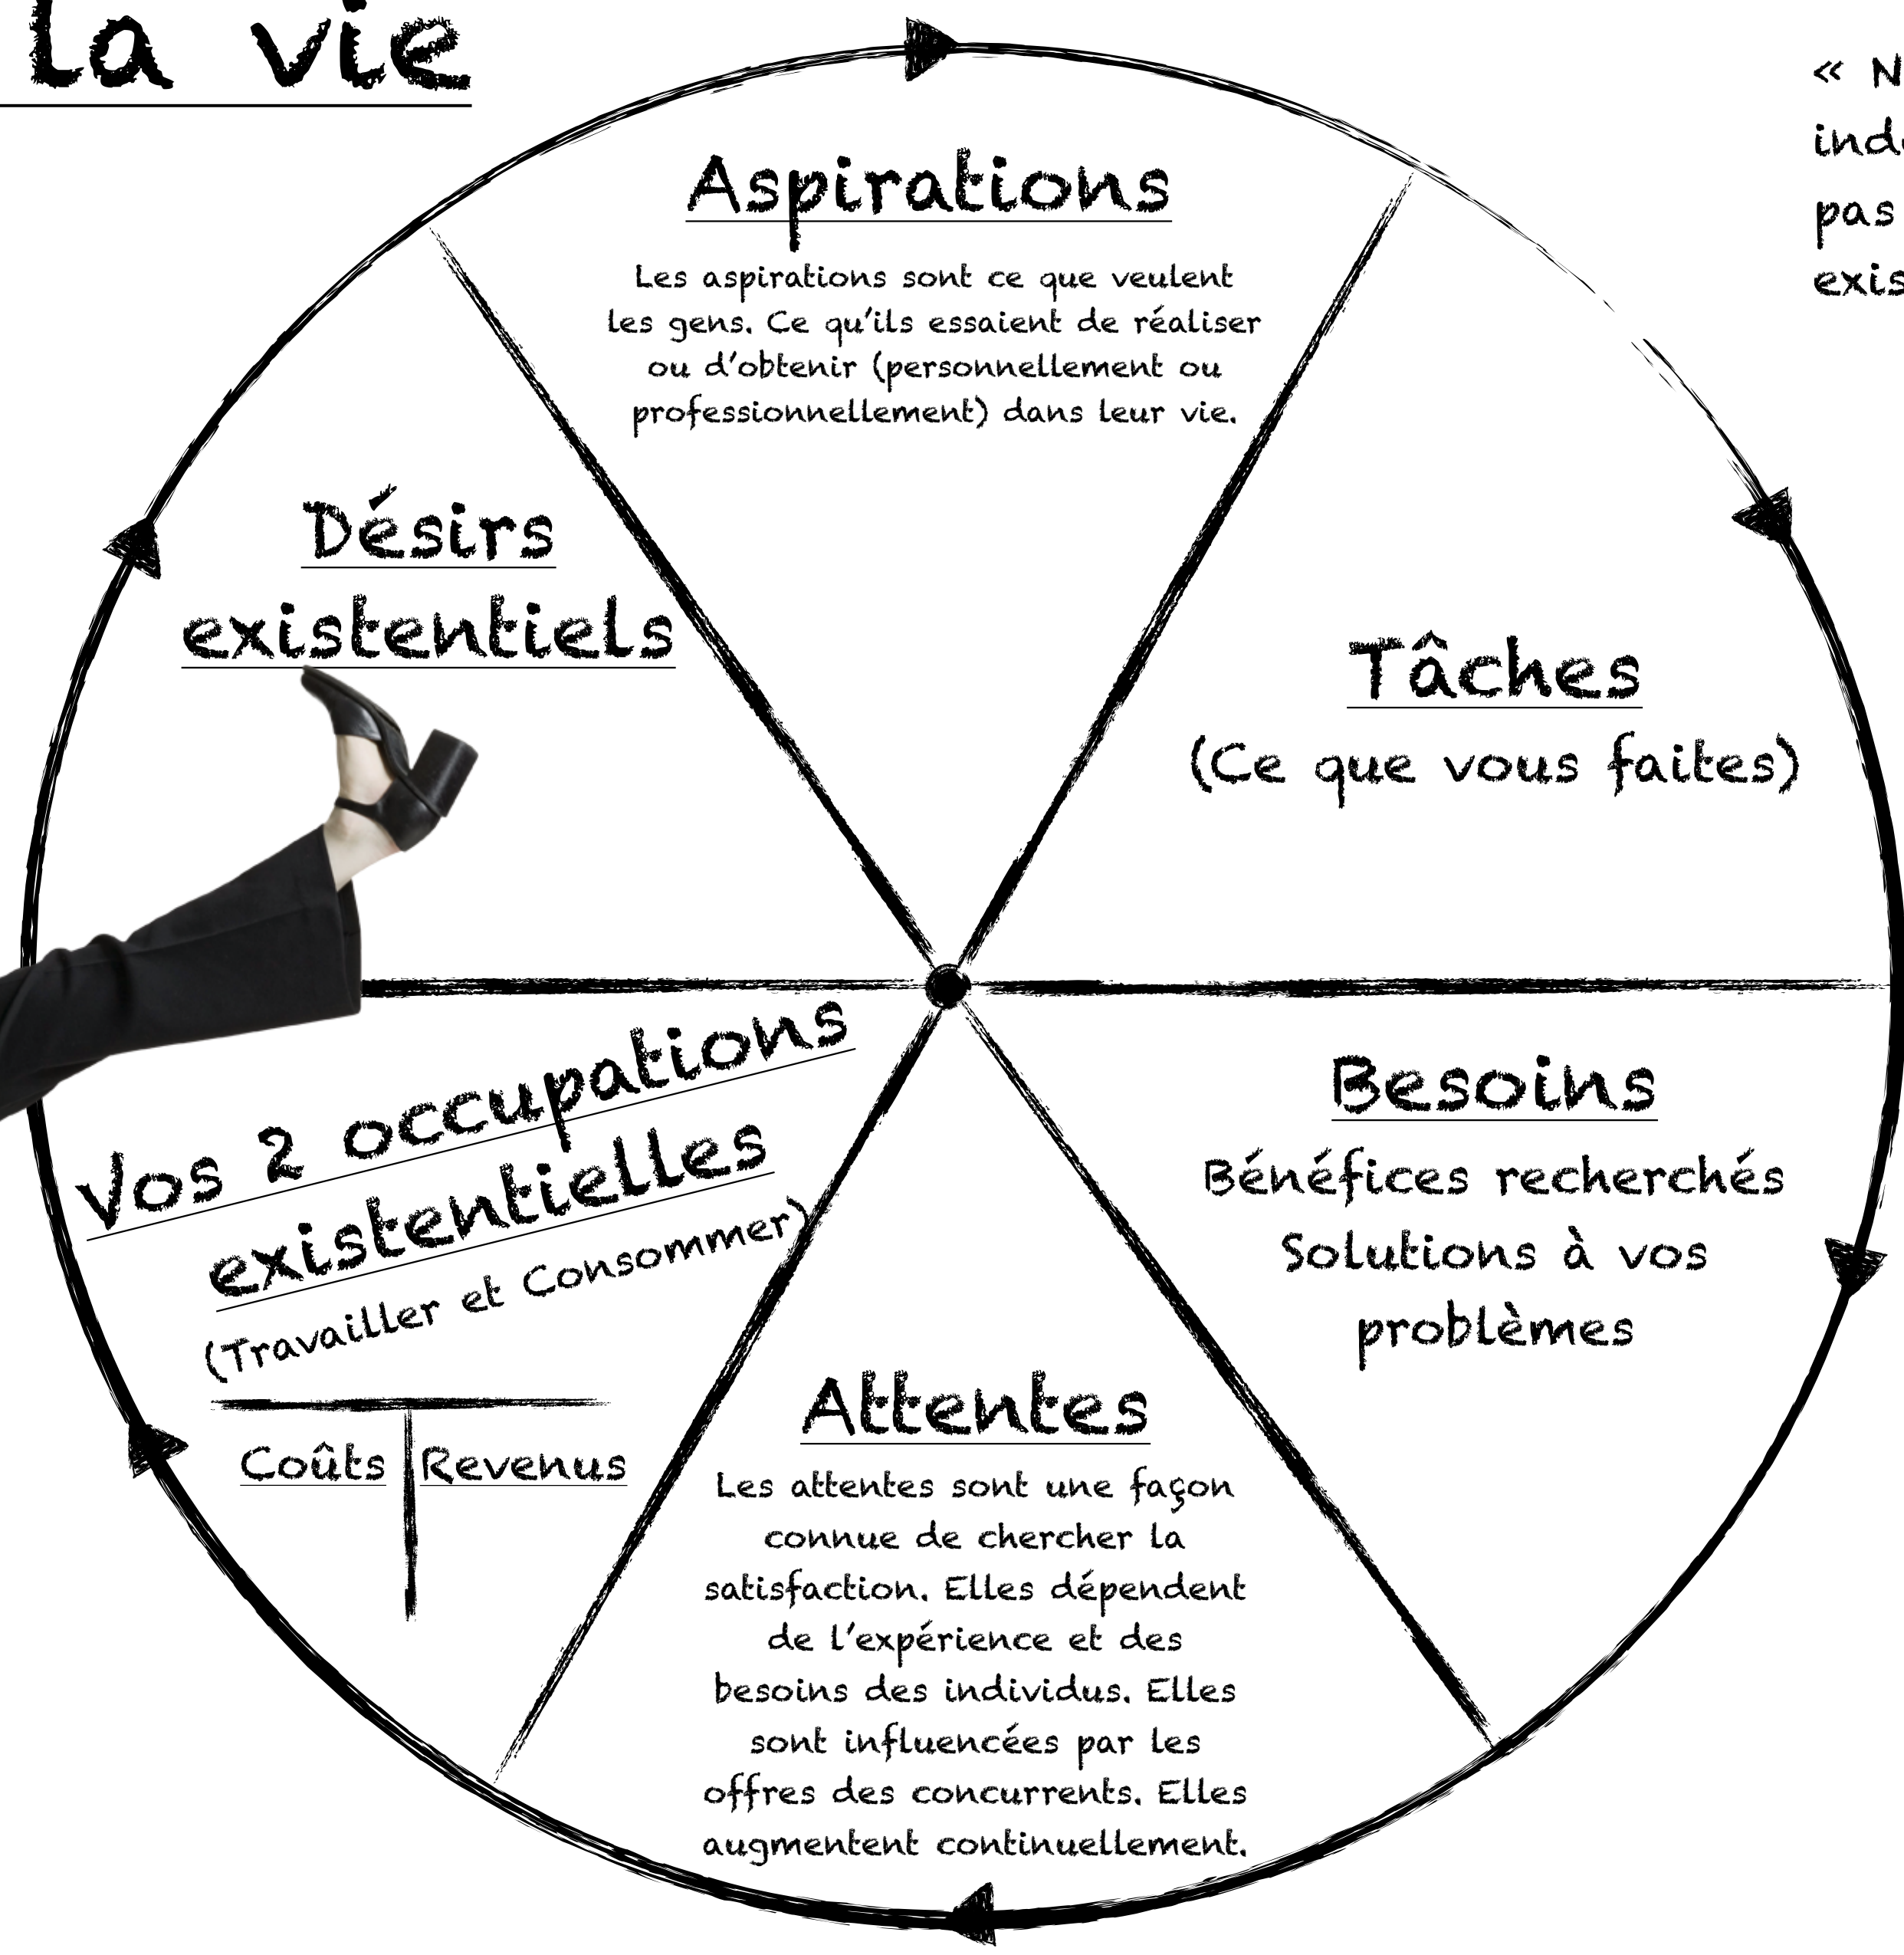 la vie
« N
pas
Aspirations
Les aspirations sont ce que veulent
les gens. Ce qu'ils essaient de réaliser
ou d'obtenir (personnellement ou
professionnellement) dans leur vie.
Désirs
existentiels
Tâches
(Ce que vous faites)
Besoins
Bénéfices recherchés
Solutions à vos
problèmes
Attentes
Les attentes sont une façon
connue de chercher la
satisfaction. Elles dépendent
de l'expérience et des
besoins des individus. Elles
sont influencées par les
offres des concurrents. Elles
augmentent continuellement.
Vos 2 occupations
existentielles
(Travailler et Consommer)
Coûts Revenus